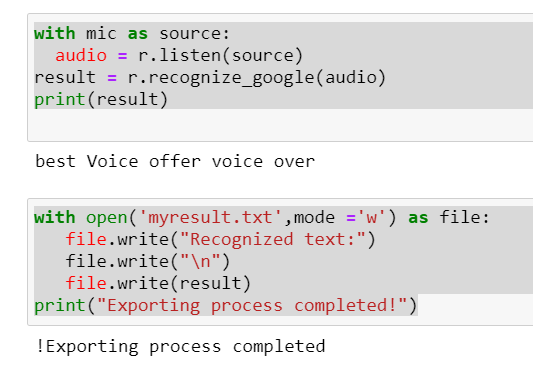 with mic as source:
  audio = r.listen(source)
result = r.recognize_google(audio)
print(result)
best Voice offer voice over
with open('myresult.txt',mode ='w') as file:
   file.write("Recognized text:")
   file.write("\n")
   file.write(result)
print("Exporting process completed!")
!Exporting process completed